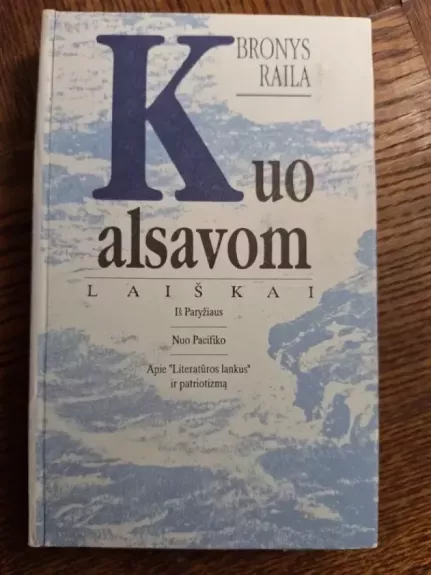 BRONYS
RAILA
Kuo
alsavom
LAIŠKAI
Iš Paryžiaus
Nuo Pacifiko
Apie "Literatūros lankus"
ir patriotizmą